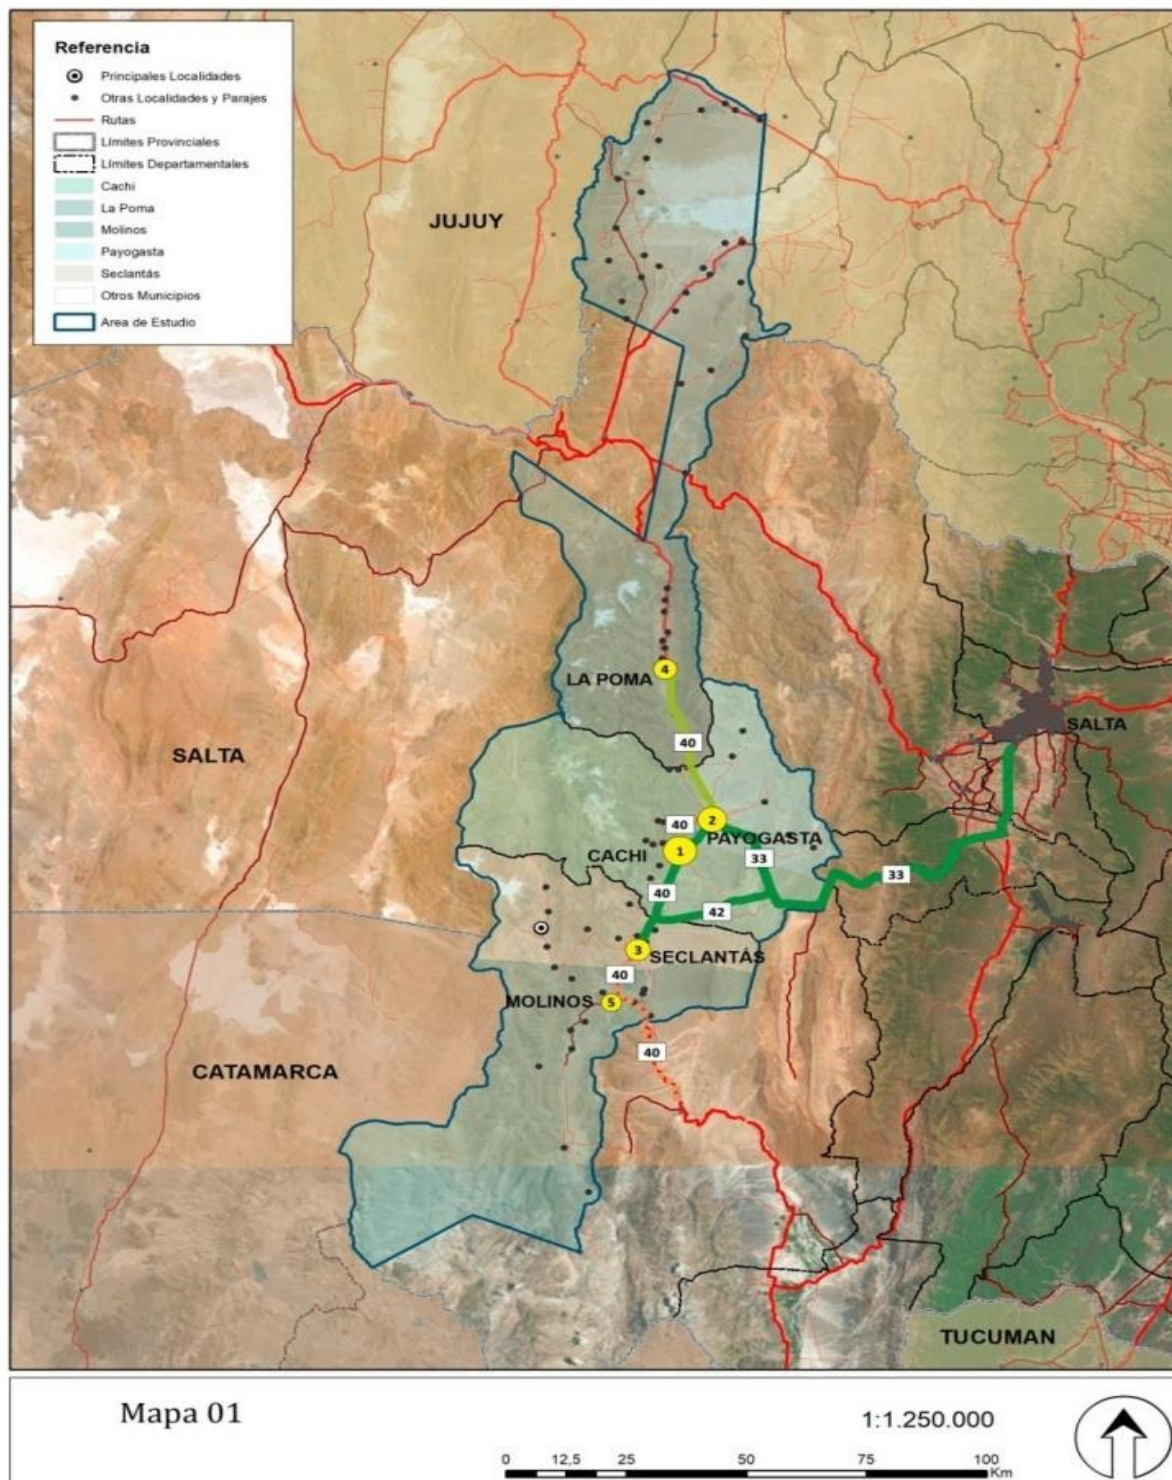 Referencia
Principales Localidades
Otras Localidades y Parajes
Rutas
Límites Provinciales
Límites Departamentales
Cachi
La Poma
Molinos
Payogasta
Seclantás
Otros Municipios
Area de Estudio
JUJUY
4
LA POMA
SALTA
SALTA
40
2
40
PAYOGASTA
1
CACHI
33
33
40
42
3
SECLANTÁS
40
MOLINOS
5
40
CATAMARCA
TUCUMAN
Mapa 01
1:1.250.000
0 12,5 25 50 75 100
Km